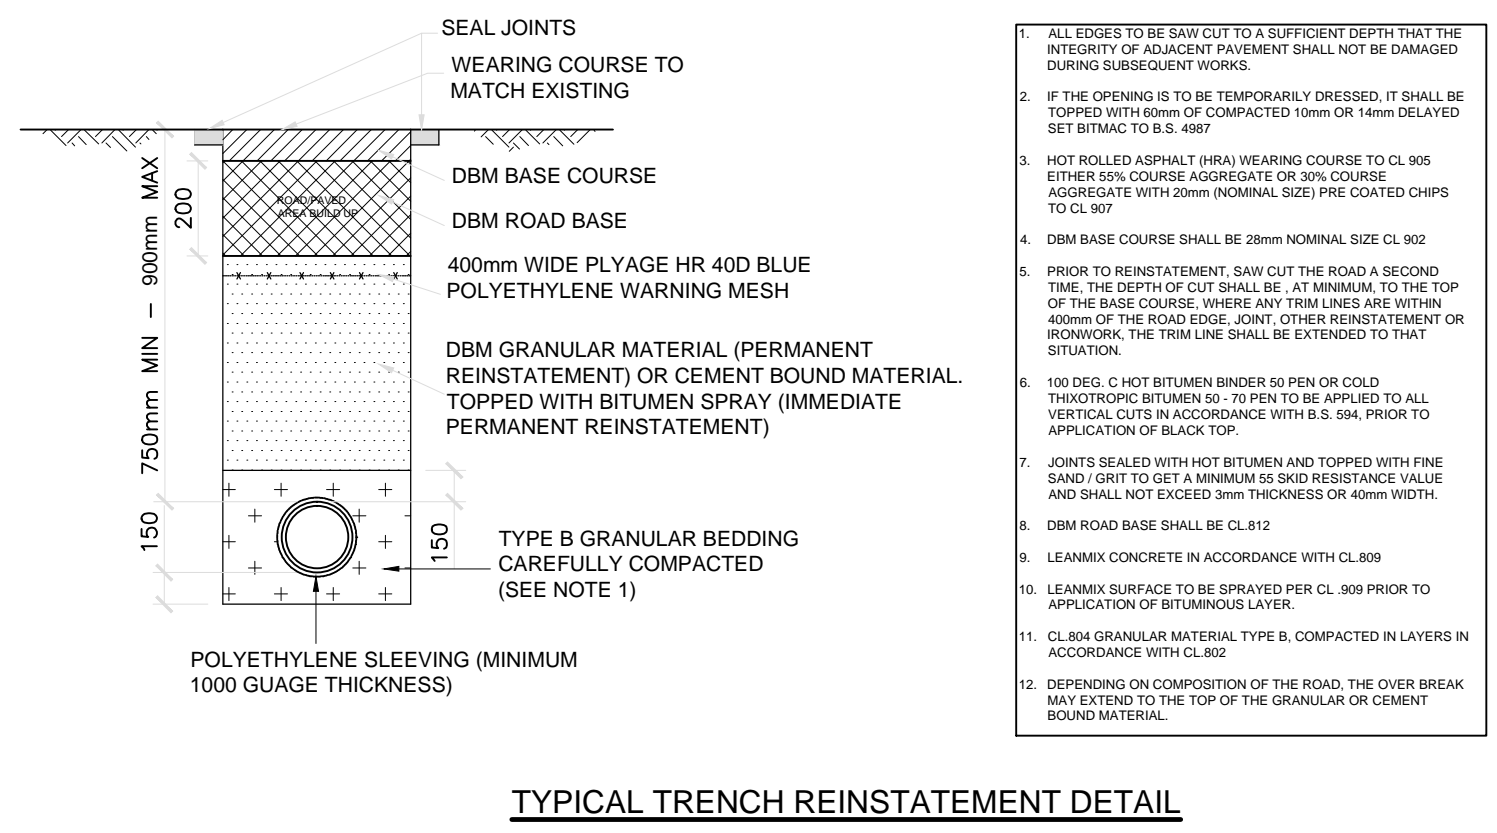 SEAL JOINTS
WEARING COURSE TO
MATCH EXISTING
DBM BASE COURSE
DBM ROAD BASE
400mm WIDE PLYAGE HR 40D BLUE
POLYETHYLENE WARNING MESH
DBM GRANULAR MATERIAL (PERMANENT
REINSTATEMENT) OR CEMENT BOUND MATERIAL.
TOPPED WITH BITUMEN SPRAY (IMMEDIATE
PERMANENT REINSTATEMENT)
TYPE B GRANULAR BEDDING
CAREFULLY COMPACTED
(SEE NOTE 1)
POLYETHYLENE SLEEVING (MINIMUM
1000 GUAGE THICKNESS)
750mm MIN – 900mm MAX
200
ROAD/PAVED
AREA BUILD UP
150
150
1. ALL EDGES TO BE SAW CUT TO A SUFFICIENT DEPTH THAT THE
INTEGRITY OF ADJACENT PAVEMENT SHALL NOT BE DAMAGED
DURING SUBSEQUENT WORKS.
2. IF THE OPENING IS TO BE TEMPORARILY DRESSED, IT SHALL BE
TOPPED WITH 60mm OF COMPACTED 10mm OR 14mm DELAYED
SET BITMAC TO B.S. 4987
3. HOT ROLLED ASPHALT (HRA) WEARING COURSE TO CL 905
EITHER 55% COURSE AGGREGATE OR 30% COURSE
AGGREGATE WITH 20mm (NOMINAL SIZE) PRE COATED CHIPS
TO CL 907
4. DBM BASE COURSE SHALL BE 28mm NOMINAL SIZE CL 902
5. PRIOR TO REINSTATEMENT, SAW CUT THE ROAD A SECOND
TIME, THE DEPTH OF CUT SHALL BE , AT MINIMUM, TO THE TOP
OF THE BASE COURSE, WHERE ANY TRIM LINES ARE WITHIN
400mm OF THE ROAD EDGE, JOINT, OTHER REINSTATEMENT OR
IRONWORK, THE TRIM LINE SHALL BE EXTENDED TO THAT
SITUATION.
6. 100 DEG. C HOT BITUMEN BINDER 50 PEN OR COLD
THIXOTROPIC BITUMEN 50 - 70 PEN TO BE APPLIED TO ALL
VERTICAL CUTS IN ACCORDANCE WITH B.S. 594, PRIOR TO
APPLICATION OF BLACK TOP.
7. JOINTS SEALED WITH HOT BITUMEN AND TOPPED WITH FINE
SAND / GRIT TO GET A MINIMUM 55 SKID RESISTANCE VALUE
AND SHALL NOT EXCEED 3mm THICKNESS OR 40mm WIDTH.
8. DBM ROAD BASE SHALL BE CL.812
9. LEANMIX CONCRETE IN ACCORDANCE WITH CL.809
10. LEANMIX SURFACE TO BE SPRAYED PER CL .909 PRIOR TO
APPLICATION OF BITUMINOUS LAYER.
11. CL.804 GRANULAR MATERIAL TYPE B, COMPACTED IN LAYERS IN
ACCORDANCE WITH CL.802
12. DEPENDING ON COMPOSITION OF THE ROAD, THE OVER BREAK
MAY EXTEND TO THE TOP OF THE GRANULAR OR CEMENT
BOUND MATERIAL.
TYPICAL TRENCH REINSTATEMENT DETAIL